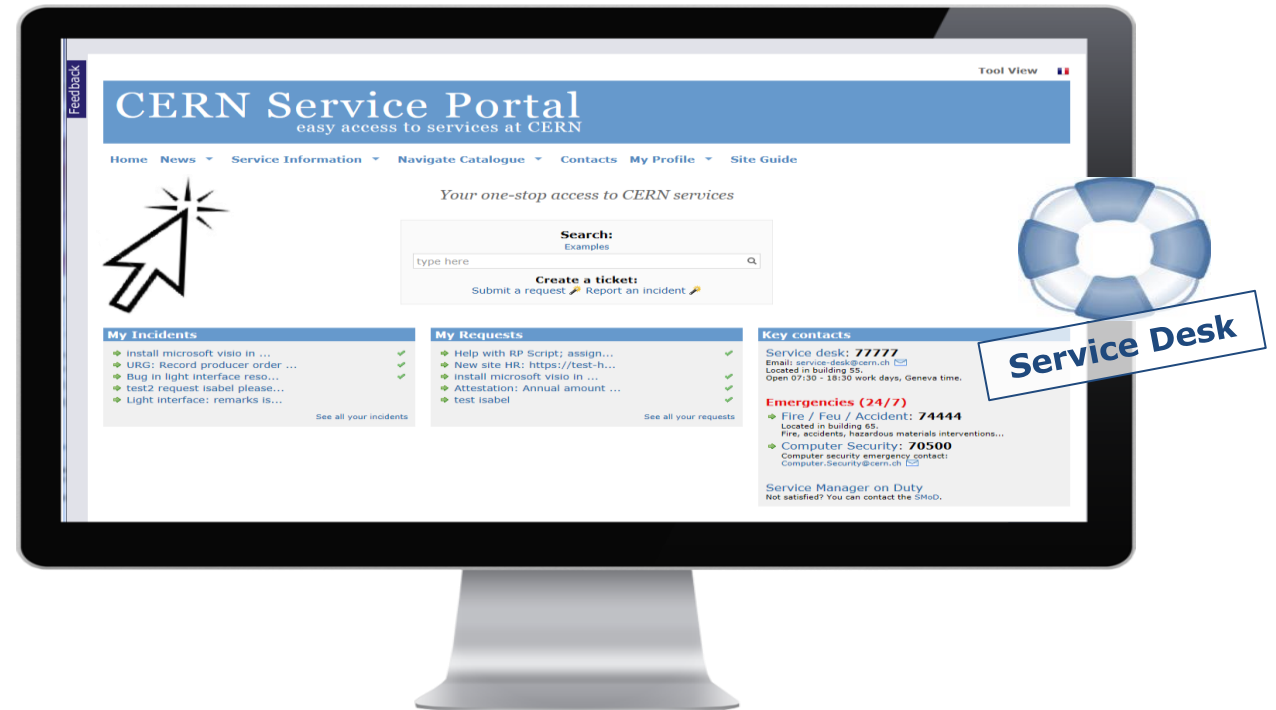 Feedback
Tool View
CERN Service Portal
easy access to services at CERN
Home News Service Information Navigate Catalogue Contacts My Profile Site Guide
Your one-stop access to CERN services
Search:
Examples
type here
Create a ticket:
Submit a request Report an incident
My Incidents
install microsoft visio in ...
URG: Record producer order ...
Bug in light interface reso...
test2 request isabel please...
Light interface: remarks is...
See all your incidents
My Requests
Help with RP Script; assign...
New site HR: https://test-h...
install microsoft visio in ...
Attestation: Annual amount ...
test isabel
See all your requests
Key contacts
Service desk: 77777
Email: service-desk@cern.ch
Located in building 55.
Open 07:30 - 18:30 work days, Geneva time.
Emergencies (24/7)
Fire / Feu / Accident: 74444
Located in building 65.
Fire, accidents, hazardous materials interventions...
Computer Security: 70500
Computer security emergency contact:
Computer.Security@cern.ch
Service Manager on Duty
Not satisfied? You can contact the SMoD.
Service Desk